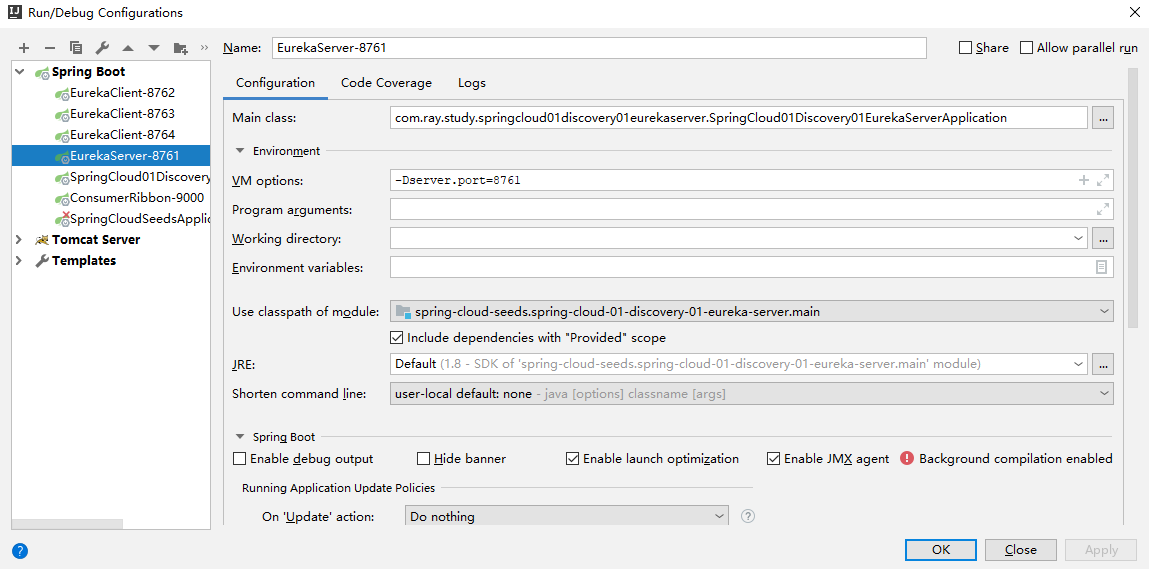 Run/Debug Configurations
Name: EurekaServer-8761
Share Allow parallel run
Spring Boot
EurekaClient-8762
EurekaClient-8763
EurekaClient-8764
EurekaServer-8761
SpringCloud01Discovery
ConsumerRibbon-9000
SpringCloudSeedsApplic
Tomcat Server
Templates
Configuration Code Coverage Logs
Main class: com.ray.study.springcloud01discovery01eurekaserver.SpringCloud01Discovery01EurekaServerApplication ...
Environment
VM options: -Dserver.port=8761
Program arguments:
Working directory: ...
Environment variables:
Use classpath of module: spring-cloud-seeds.spring-cloud-01-discovery-01-eureka-server.main
Include dependencies with "Provided" scope
JRE: Default (1.8 - SDK of 'spring-cloud-seeds.spring-cloud-01-discovery-01-eureka-server.main' module) ...
Shorten command line: user-local default: none - java [options] classname [args]
Spring Boot
Enable debug output Hide banner Enable launch optimization Enable JMX agent Background compilation enabled
Running Application Update Policies
On 'Update' action: Do nothing ?
? OK Close Apply